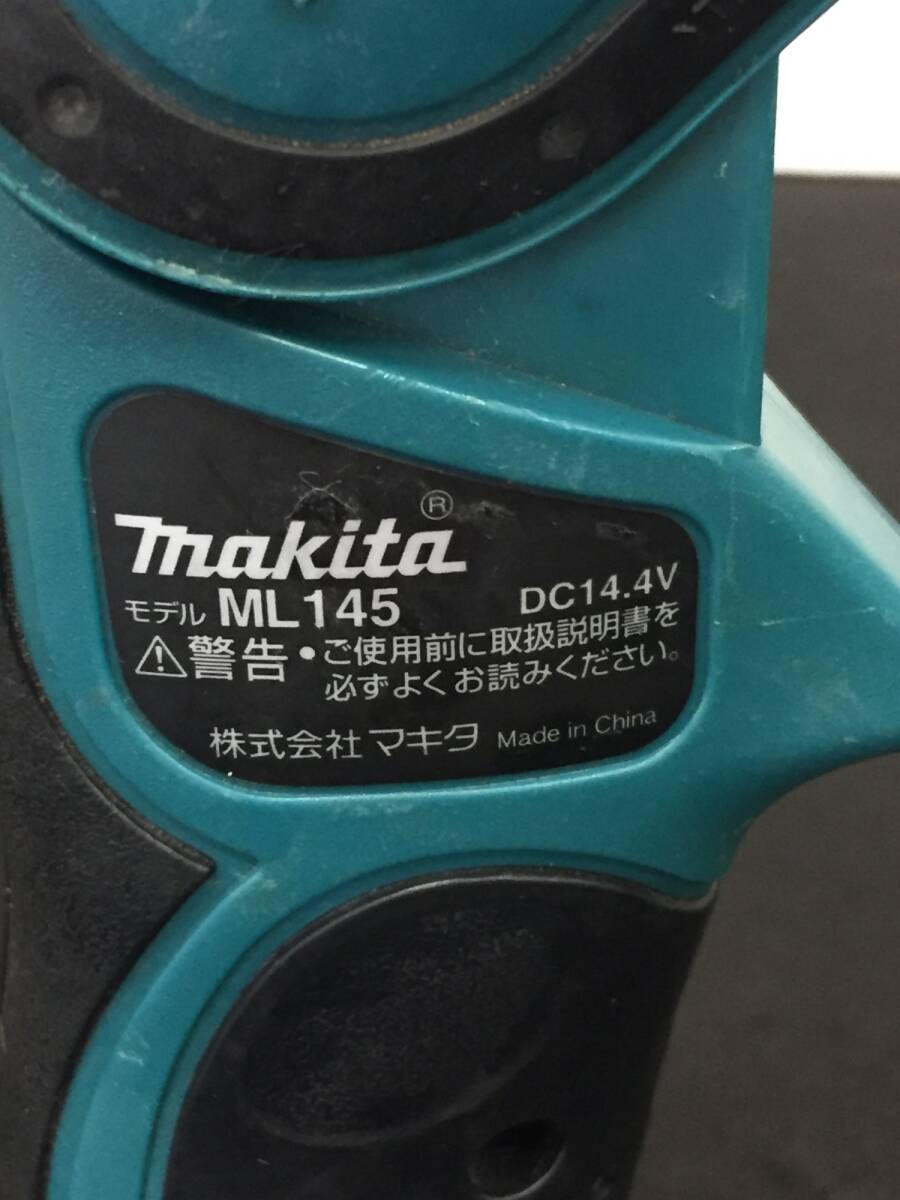 makita®
モデル ML145 DC14.4V
警告・ご使用前に取扱説明書を
必ずよくお読みください。
株式会社マキタ Made in China